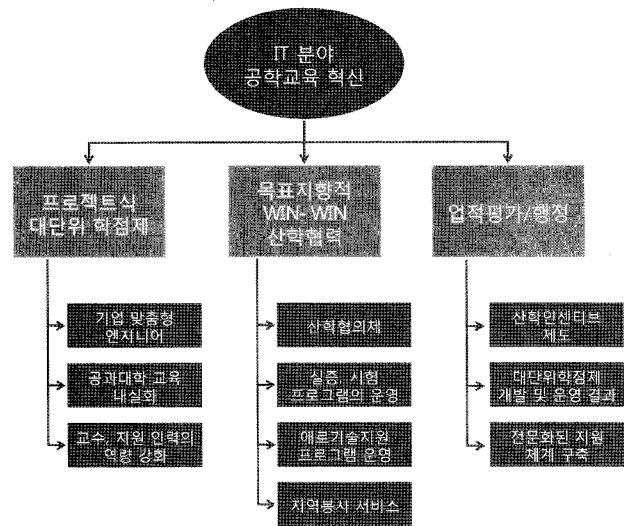 IT 분야
공학교육 혁신
프로젝트식
대단위 학점제
목표지향적
WIN- WIN
산학협력
업적평가/행정
기업 맞춤형
엔지니어
공과대학 교육
내실화
교수, 지원 인력의
역량 강화
산학협의체
실증, 시험
프로그램의 운영
애로기술지원
프로그램 운영
지역봉사 서비스
산학인센티브
제도
대단위학점제
개발 및 운영 결과
전문화된 지원
체계 구축